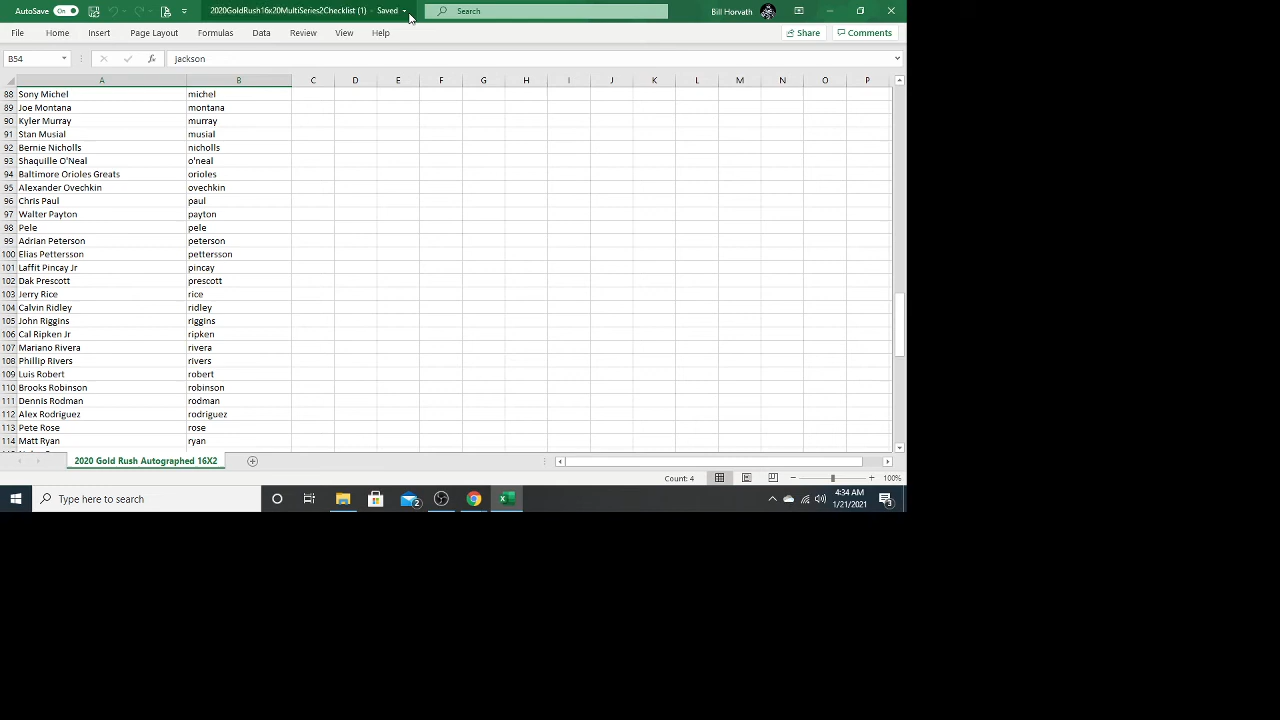 AutoSave On 2020GoldRush16x20MultiSeries2Checklist (1) - Saved Search Bill Horvath
File Home Insert Page Layout Formulas Data Review View Help Share Comments
B54 fx Jackson
A B C D E F G H I J K L M N O P
88 Sony Michel michel
89 Joe Montana montana
90 Kyler Murray murray
91 Stan Musial musial
92 Bernie Nicholls nicholls
93 Shaquille O'Neal o'neal
94 Baltimore Orioles Greats orioles
95 Alexander Ovechkin ovechkin
96 Chris Paul paul
97 Walter Payton payton
98 Pele pele
99 Adrian Peterson peterson
100 Elias Pettersson pettersson
101 Laffit Pincay Jr pincay
102 Dak Prescott prescott
103 Jerry Rice rice
104 Calvin Ridley ridley
105 John Riggins riggins
106 Cal Ripken Jr ripken
107 Mariano Rivera rivera
108 Phillip Rivers rivers
109 Luis Robert robert
110 Brooks Robinson robinson
111 Dennis Rodman rodman
112 Alex Rodriguez rodriguez
113 Pete Rose rose
114 Matt Ryan ryan
2020 Gold Rush Autographed 16X2
Count: 4 100%
Type here to search 2 4:34 AM
1/21/2021 3